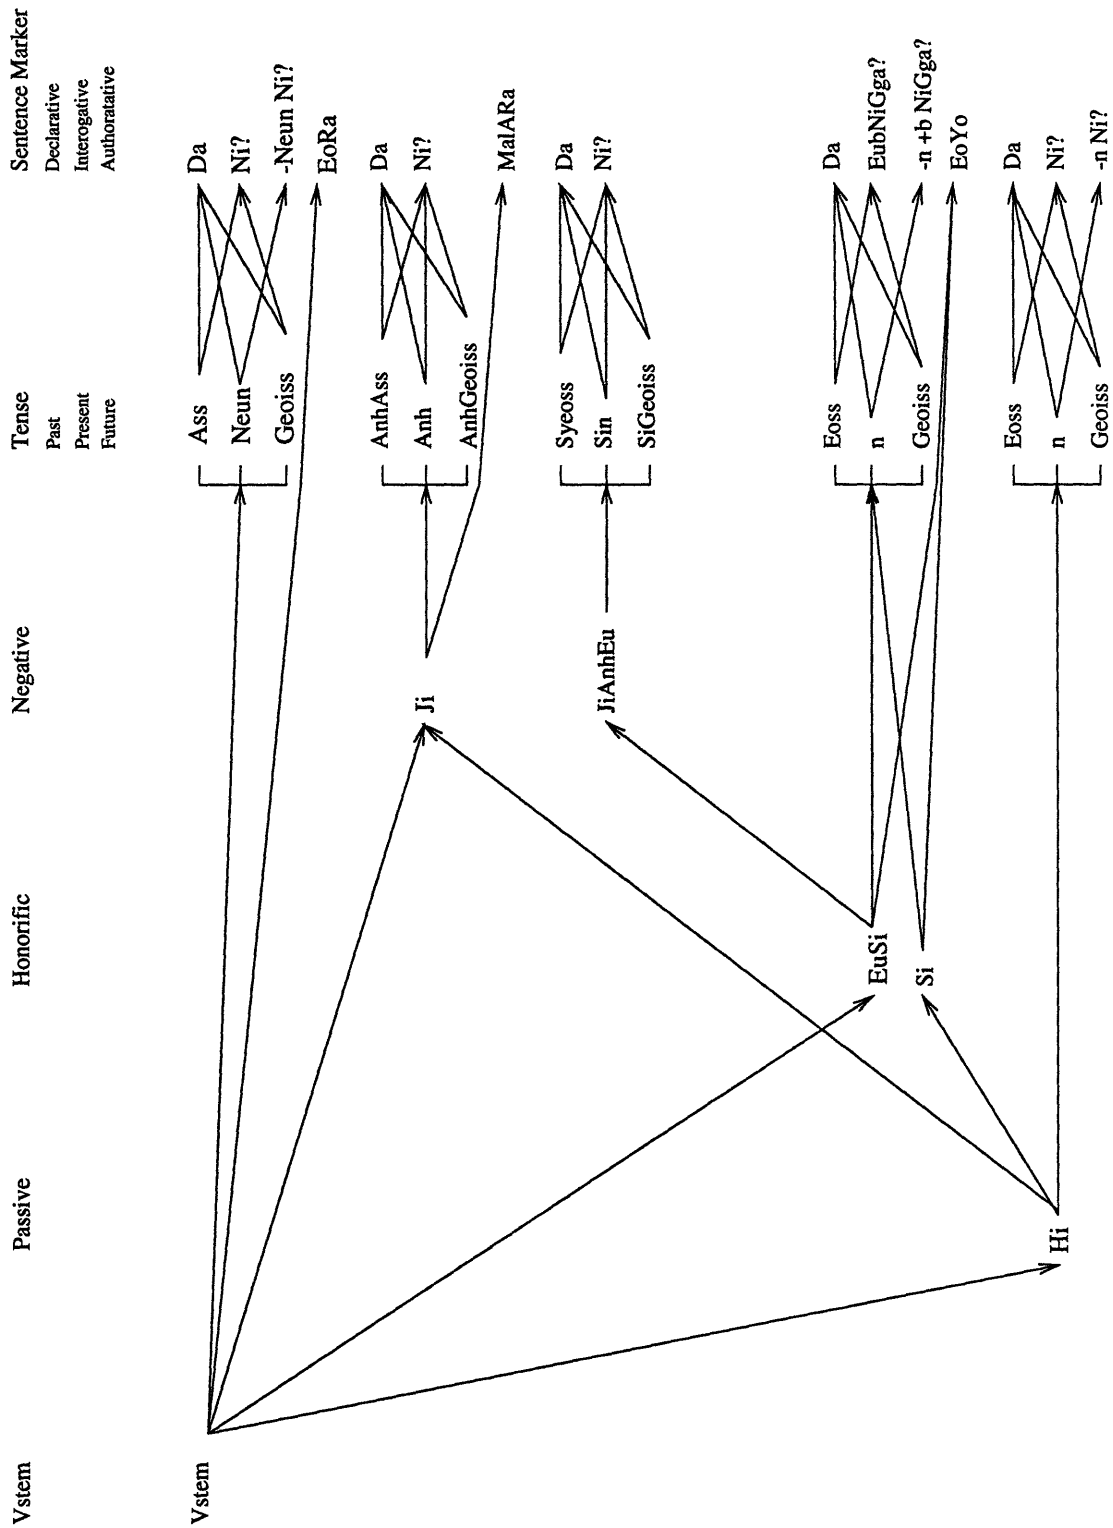 Vstem Passive Honorific Negative Tense Sentence Marker
Past Declarative
Present Interogative
Future Authoratative
Vstem
Ass Da
Neun Ni?
Geoiss -Neun Ni?
EoRa
Ji
AnhAss Da
Anh Ni?
AnhGeoiss
MalARa
JiAnhEu
Syeoss Da
Sin Ni?
SiGeoiss
EuSi
Si
Eoss Da
n EubNiGga?
Geoiss -n +b NiGga?
EoYo
Hi
Eoss Da
n Ni?
Geoiss -n Ni?